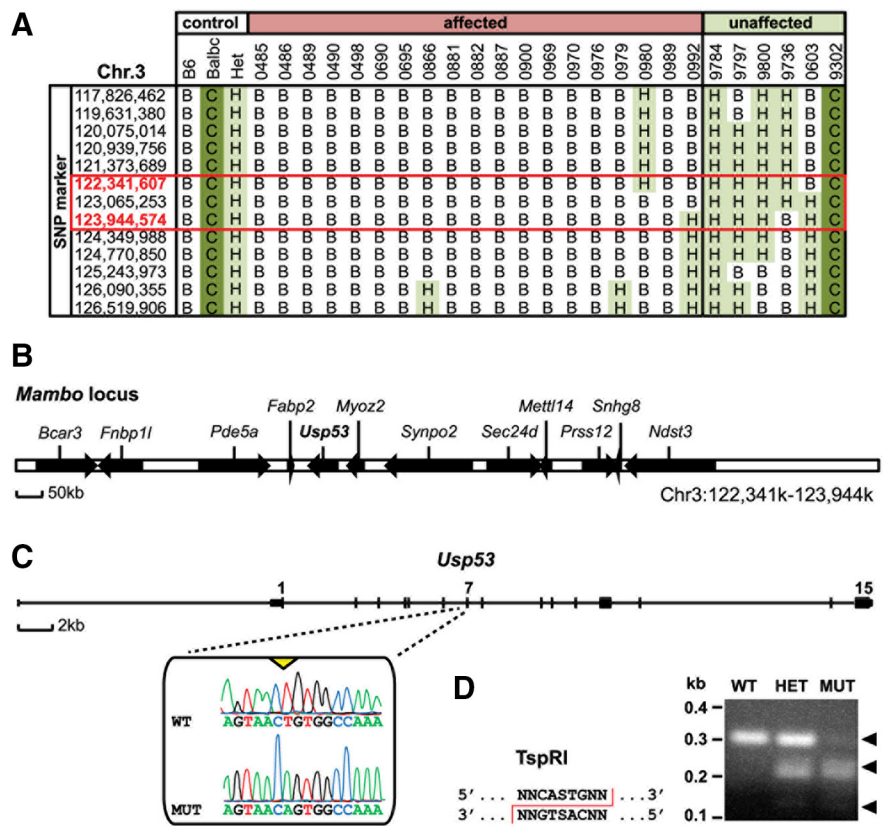 A
control affected unaffected
Chr.3 B6 Balbc Het 0485 0486 0489 0490 0498 0690 0695 0866 0881 0882 0887 0900 0969 0970 0976 0979 0980 0989 0992 9784 9797 9800 9736 0603 9302
SNP marker
117,826,462 B C H B B B B B B B B B B B B B B B B H B B H B H H B C
119,631,380 B C H B B B B B B B B B B B B B B B B H B B H B H H B C
120,075,014 B C H B B B B B B B B B B B B B B B B H B B H H H H B C
120,939,756 B C H B B B B B B B B B B B B B B B B H B B H H H H B C
121,373,689 B C H B B B B B B B B B B B B B B B B H B B H H H H B C
122,341,607 B C H B B B B B B B B B B B B B B B B H B B H H H H B C
123,065,253 B C H B B B B B B B B B B B B B B B B B B B H H H H H C
123,944,574 B C H B B B B B B B B B B B B B B B B B B H H H H B H C
124,349,988 B C H B B B B B B B B B B B B B B B B B B H H H H B H C
124,770,850 B C H B B B B B B B B B B B B B B B B B B H H H H B H C
125,243,973 B C H B B B B B B B B B B B B B B B B B B H H B B B H C
126,090,355 B C H B B B B B B B H B B B B B B B H B B H H H B B H C
126,519,906 B C H B B B B B B B H B B B B B B B H B B H H H B B H C
B
Mambo locus
Fabp2 Myoz2 Mettl14 Snhg8
Bcar3 Fnbp1l Pde5a Usp53 Synpo2 Sec24d Prss12 Ndst3
50kb Chr3:122,341k-123,944k
C
Usp53
1 7 15
2kb
WT
AGTAACTGTGGCCAAA
MUT
AGTAACAGTGGCCAAA
D
TspRI
5′ ... NNCASTGNN ...3′
3′ ... NNGTSACNN ... 5′
kb WT HET MUT
0.4
0.3
0.2
0.1